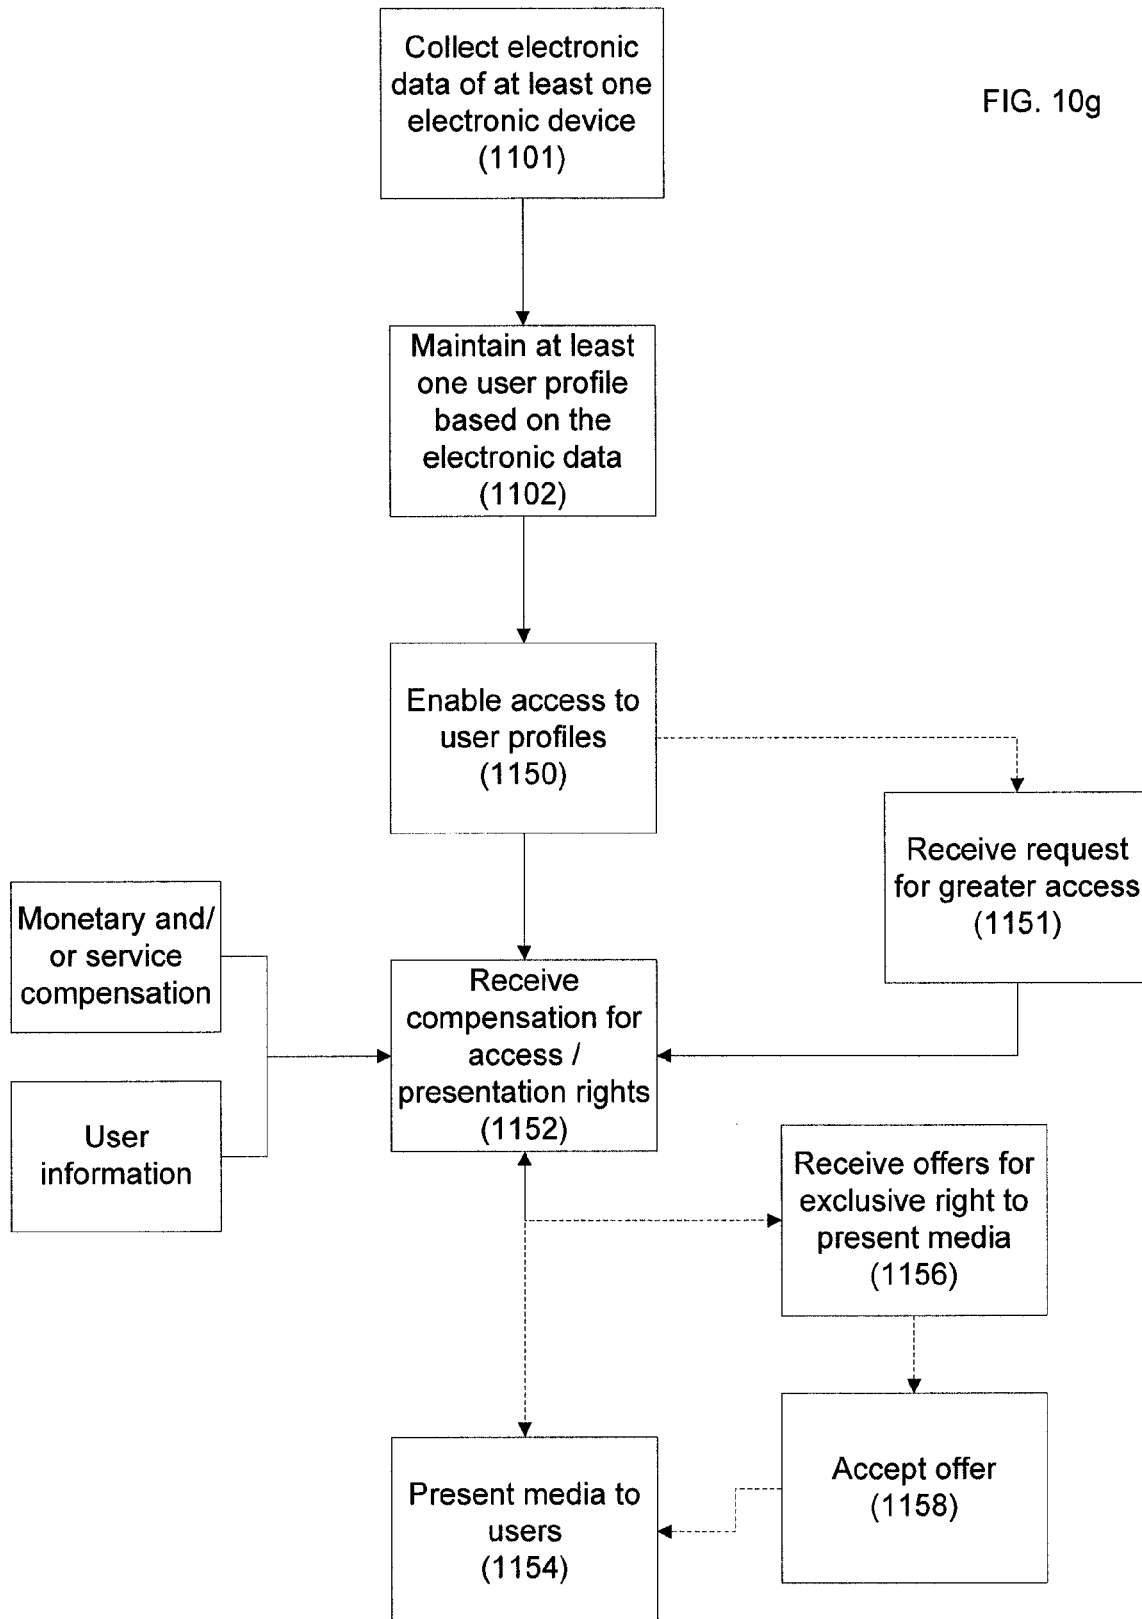 Collect electronic
data of at least one
electronic device
(1101)
FIG. 10g
Maintain at least
one user profile
based on the
electronic data
(1102)
Enable access to
user profiles
(1150)
Receive request
for greater access
(1151)
Monetary and/
or service
compensation
Receive
compensation for
access /
presentation rights
(1152)
User
information
Receive offers for
exclusive right to
present media
(1156)
Accept offer
(1158)
Present media to
users
(1154)